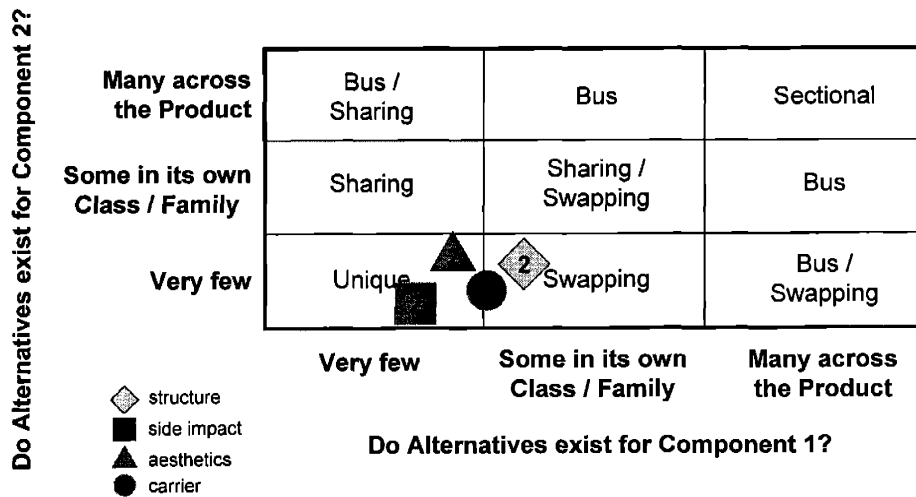 Do Alternatives exist for Component 2?
Many across
the Product
Bus /
Sharing
Bus
Sectional
Some in its own
Class / Family
Sharing
Sharing /
Swapping
Bus
Very few
Unique
2
Swapping
Bus /
Swapping
Very few
Some in its own
Class / Family
Many across
the Product
structure
side impact
aesthetics
carrier
Do Alternatives exist for Component 1?